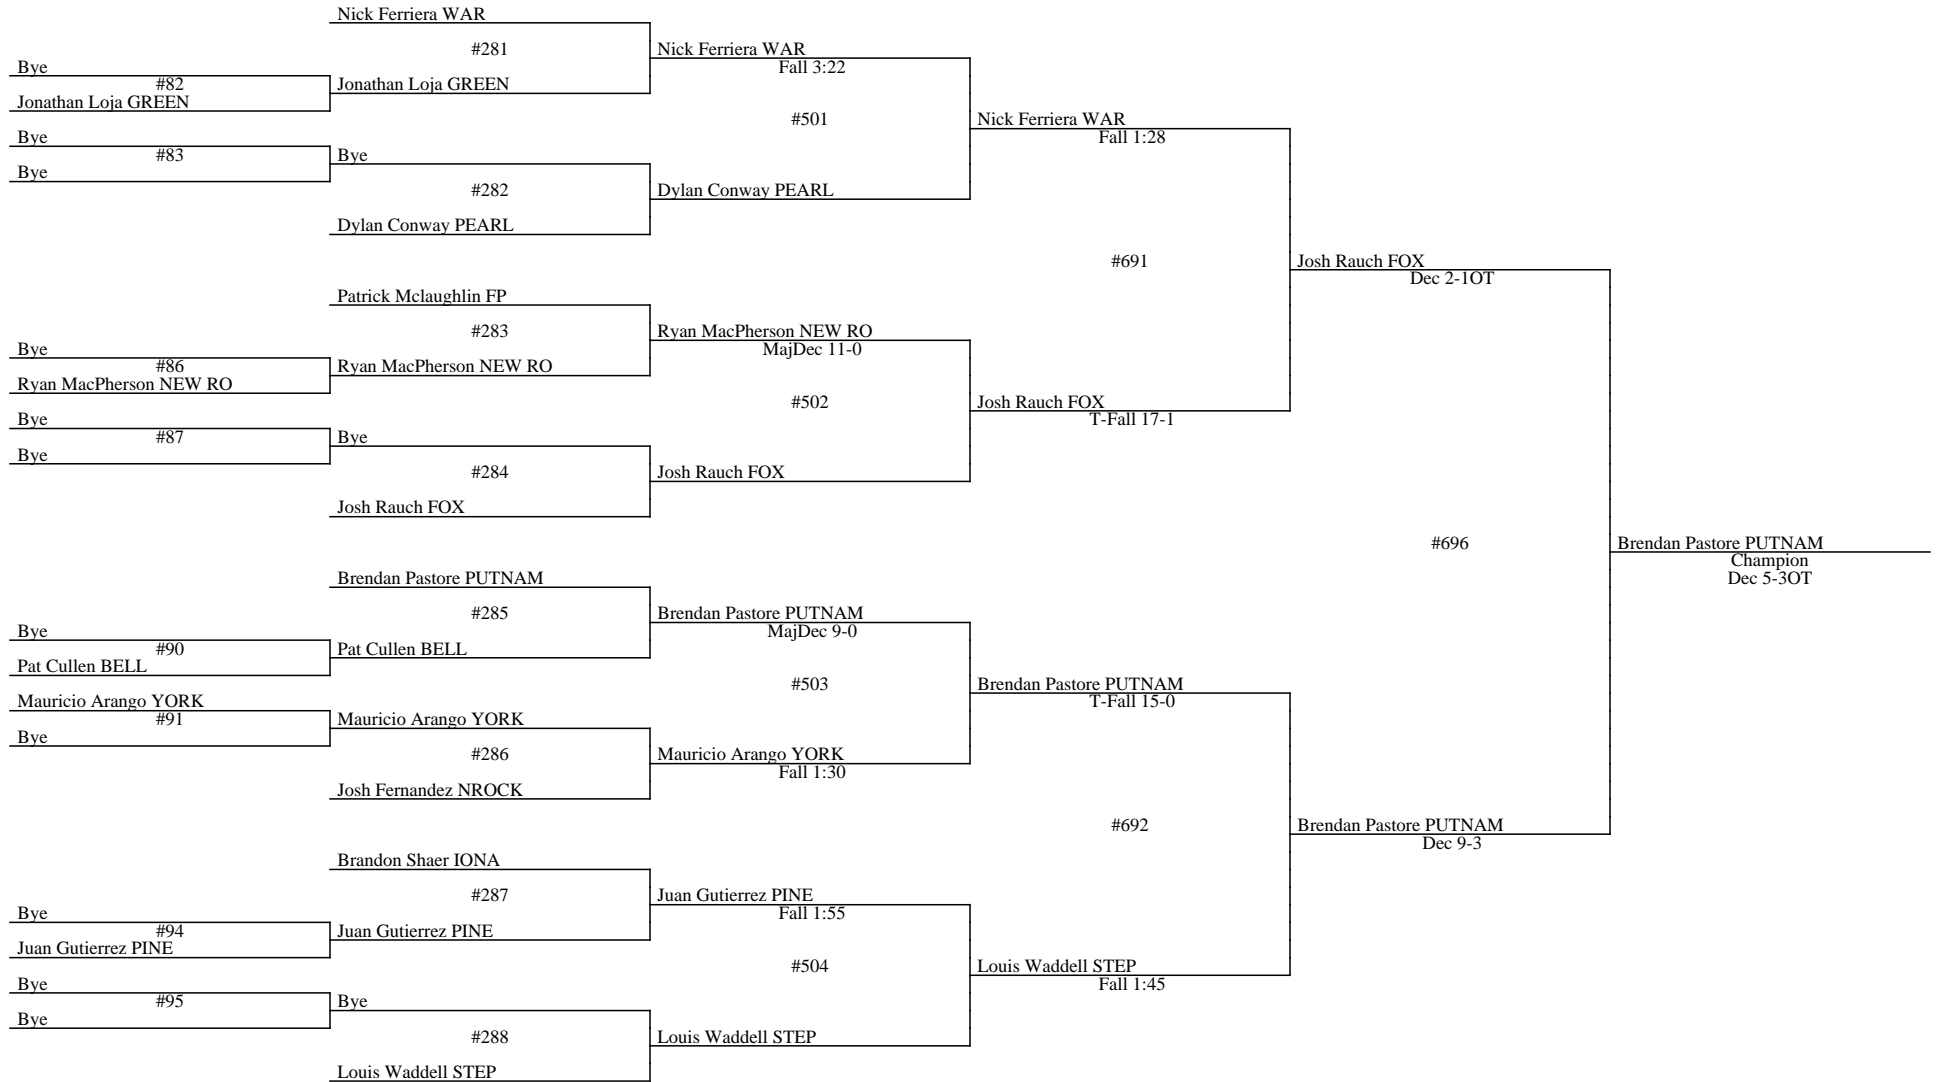 Nick Ferriera WAR
#281
Nick Ferriera WAR
Fall 3:22
Bye
#82
Jonathan Loja GREEN
Jonathan Loja GREEN
#501
Nick Ferriera WAR
Fall 1:28
Bye
#83
Bye
Bye
#282
Dylan Conway PEARL
Dylan Conway PEARL
#691
Josh Rauch FOX
Dec 2-1OT
Patrick Mclaughlin FP
#283
Ryan MacPherson NEW RO
MajDec 11-0
Bye
#86
Ryan MacPherson NEW RO
Ryan MacPherson NEW RO
#502
Josh Rauch FOX
T-Fall 17-1
Bye
#87
Bye
Bye
#284
Josh Rauch FOX
Josh Rauch FOX
#696
Brendan Pastore PUTNAM
Champion
Dec 5-3OT
Brendan Pastore PUTNAM
#285
Brendan Pastore PUTNAM
MajDec 9-0
Bye
#90
Pat Cullen BELL
Pat Cullen BELL
#503
Brendan Pastore PUTNAM
T-Fall 15-0
Mauricio Arango YORK
#91
Bye
Mauricio Arango YORK
#286
Mauricio Arango YORK
Fall 1:30
Josh Fernandez NROCK
#692
Brendan Pastore PUTNAM
Dec 9-3
Brandon Shaer IONA
#287
Juan Gutierrez PINE
Fall 1:55
Bye
#94
Juan Gutierrez PINE
Juan Gutierrez PINE
#504
Louis Waddell STEP
Fall 1:45
Bye
#95
Bye
Bye
#288
Louis Waddell STEP
Louis Waddell STEP